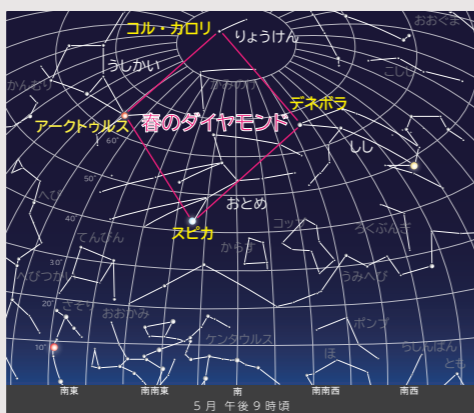 おおぐま
コル・カロリ
りょうけん
うしかい
こじし
かんむり
かみのけ
デネボラ
アークトゥルス
春のダイヤモンド
60°
しし
50°
へび
おとめ
40°
スピカ
コップ
ろくぶんぎ
てんびん
からす
30°
へびつかい
うみへび
20°
さそり
おおかみ
ポンプ
10°
ケンタウルス
ほ
らしんばん
とも
南東
南南東
南
南南西
南西
5月 午後9時頃